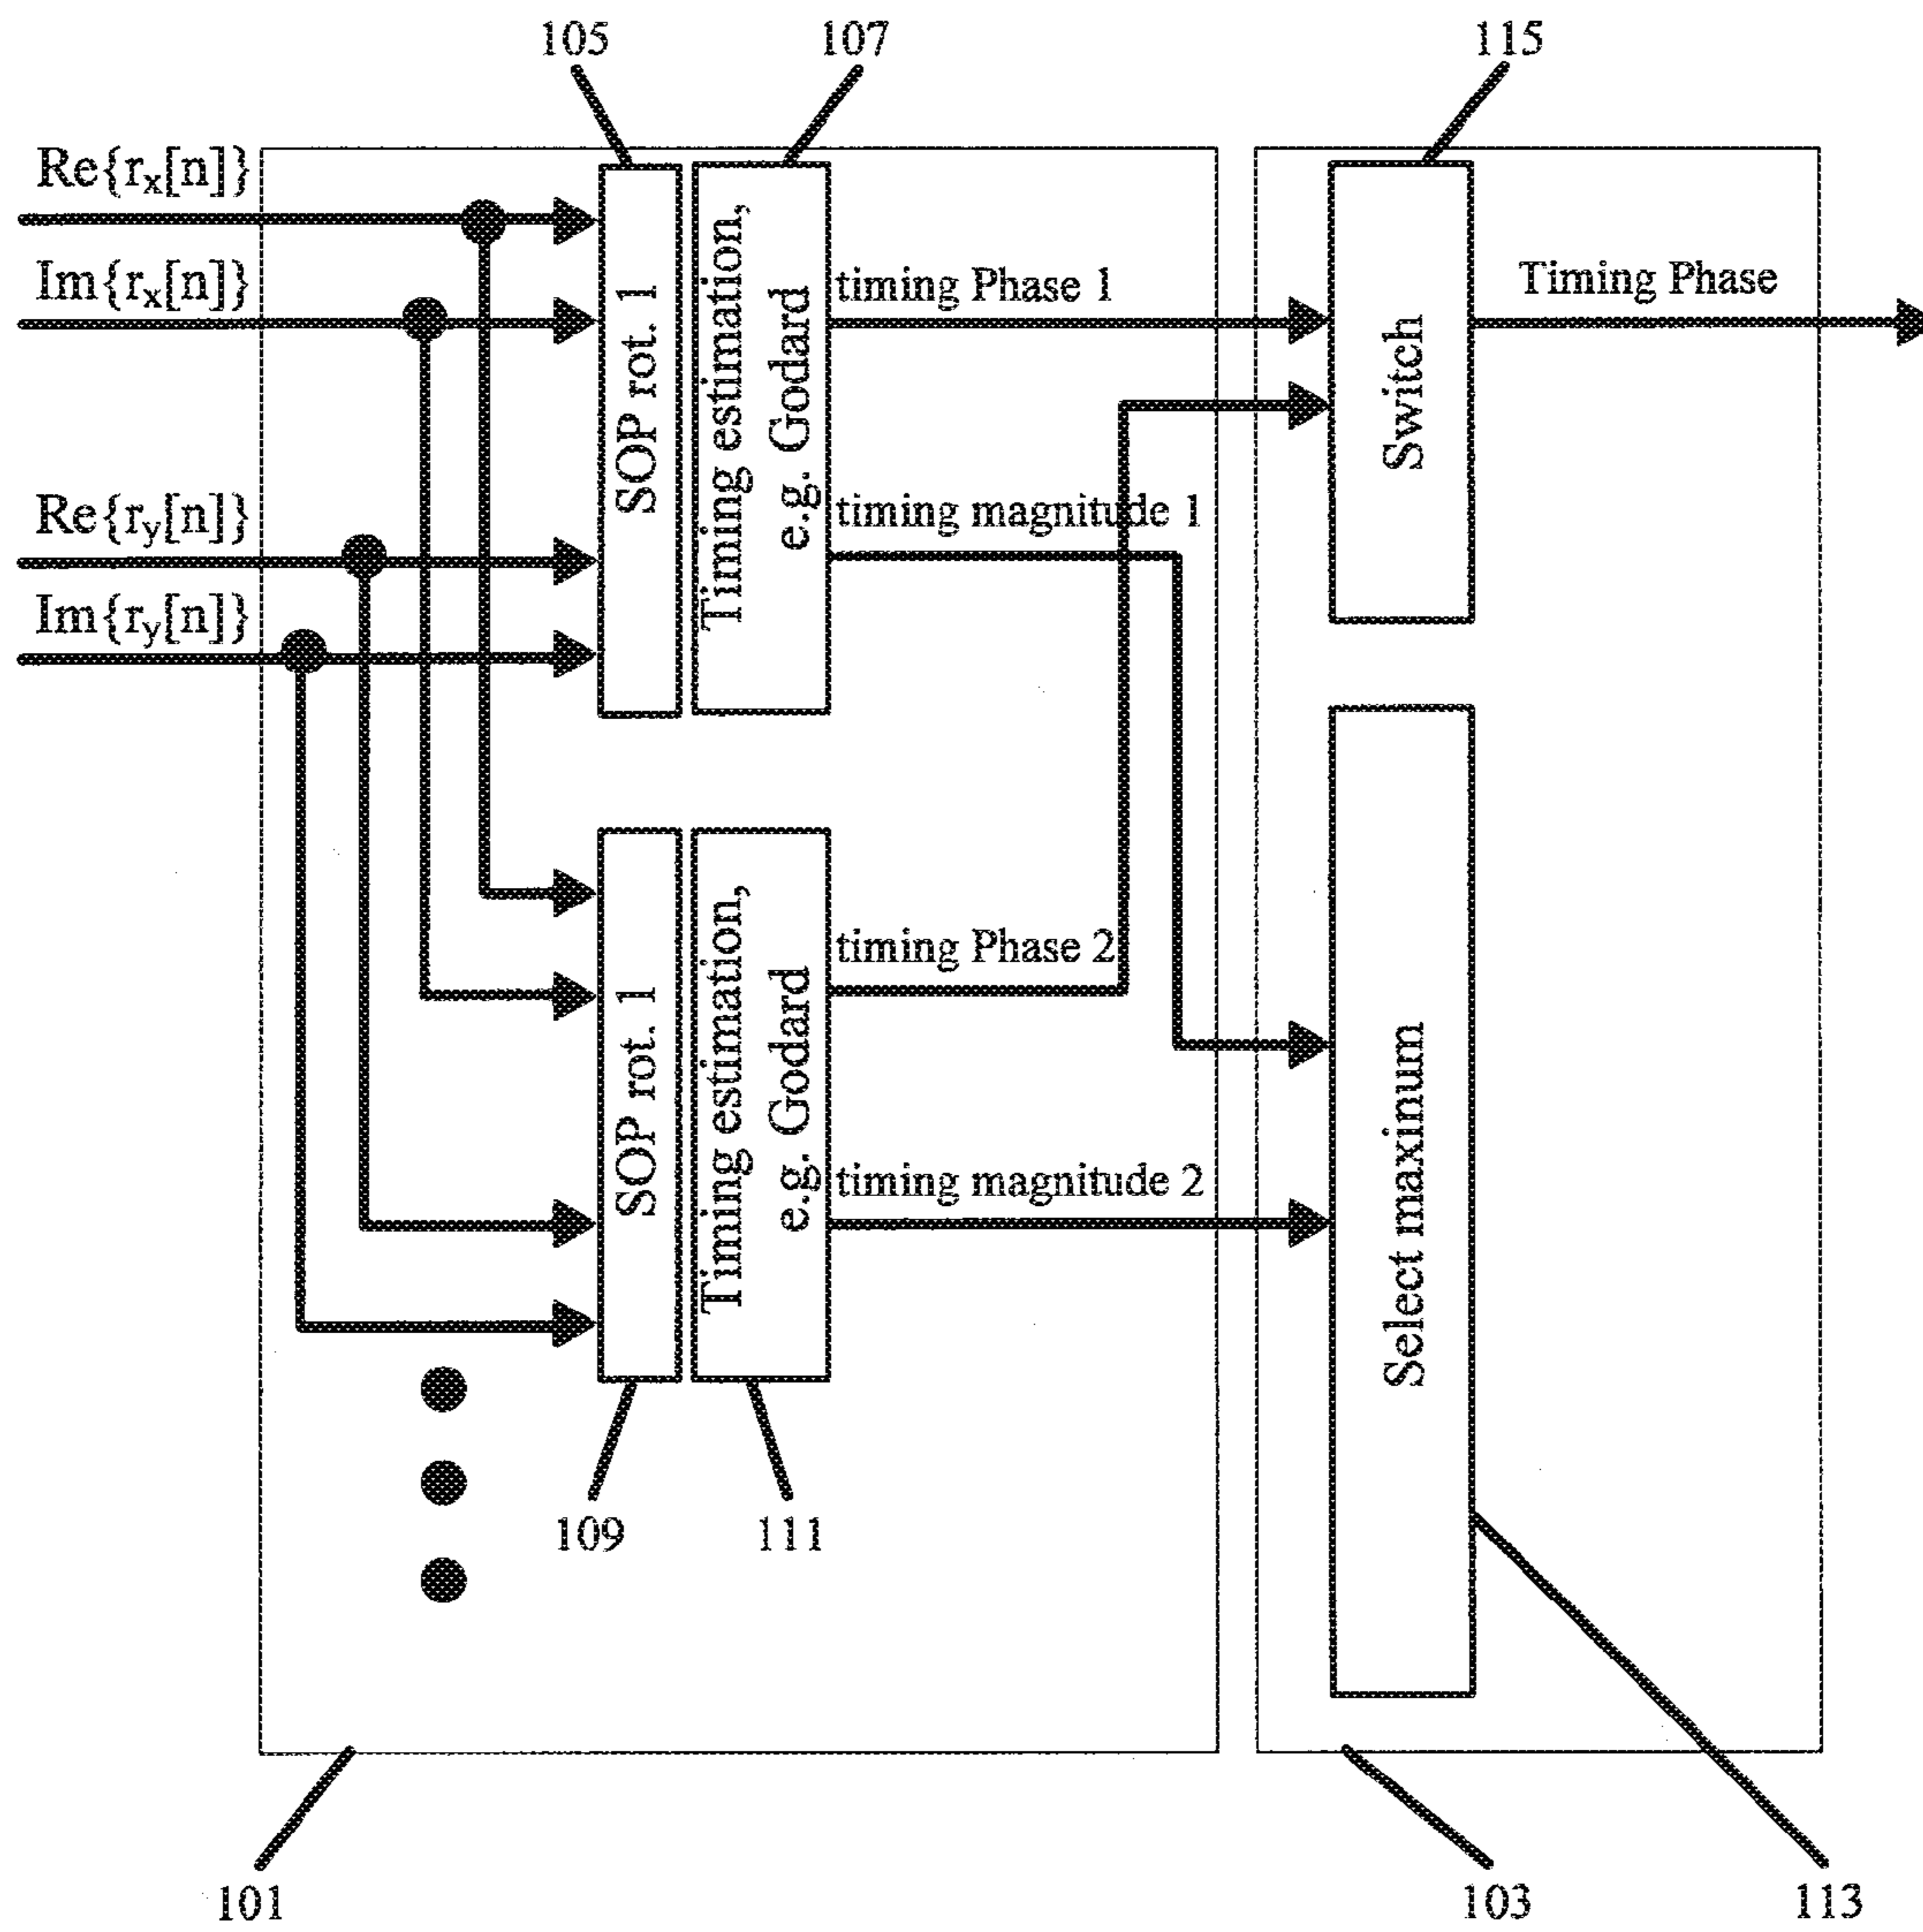 105
107
115
Re{rx[n]}
Im{rx[n]}
Re{ry[n]}
Im{ry[n]}
SOP rot. 1
Timing estimation,
e.g. Godard
timing Phase 1
timing magnitude 1
Switch
Timing Phase
SOP rot. 1
Timing estimation,
e.g. Godard
timing Phase 2
timing magnitude 2
Select maximum
109
111
101
103
113